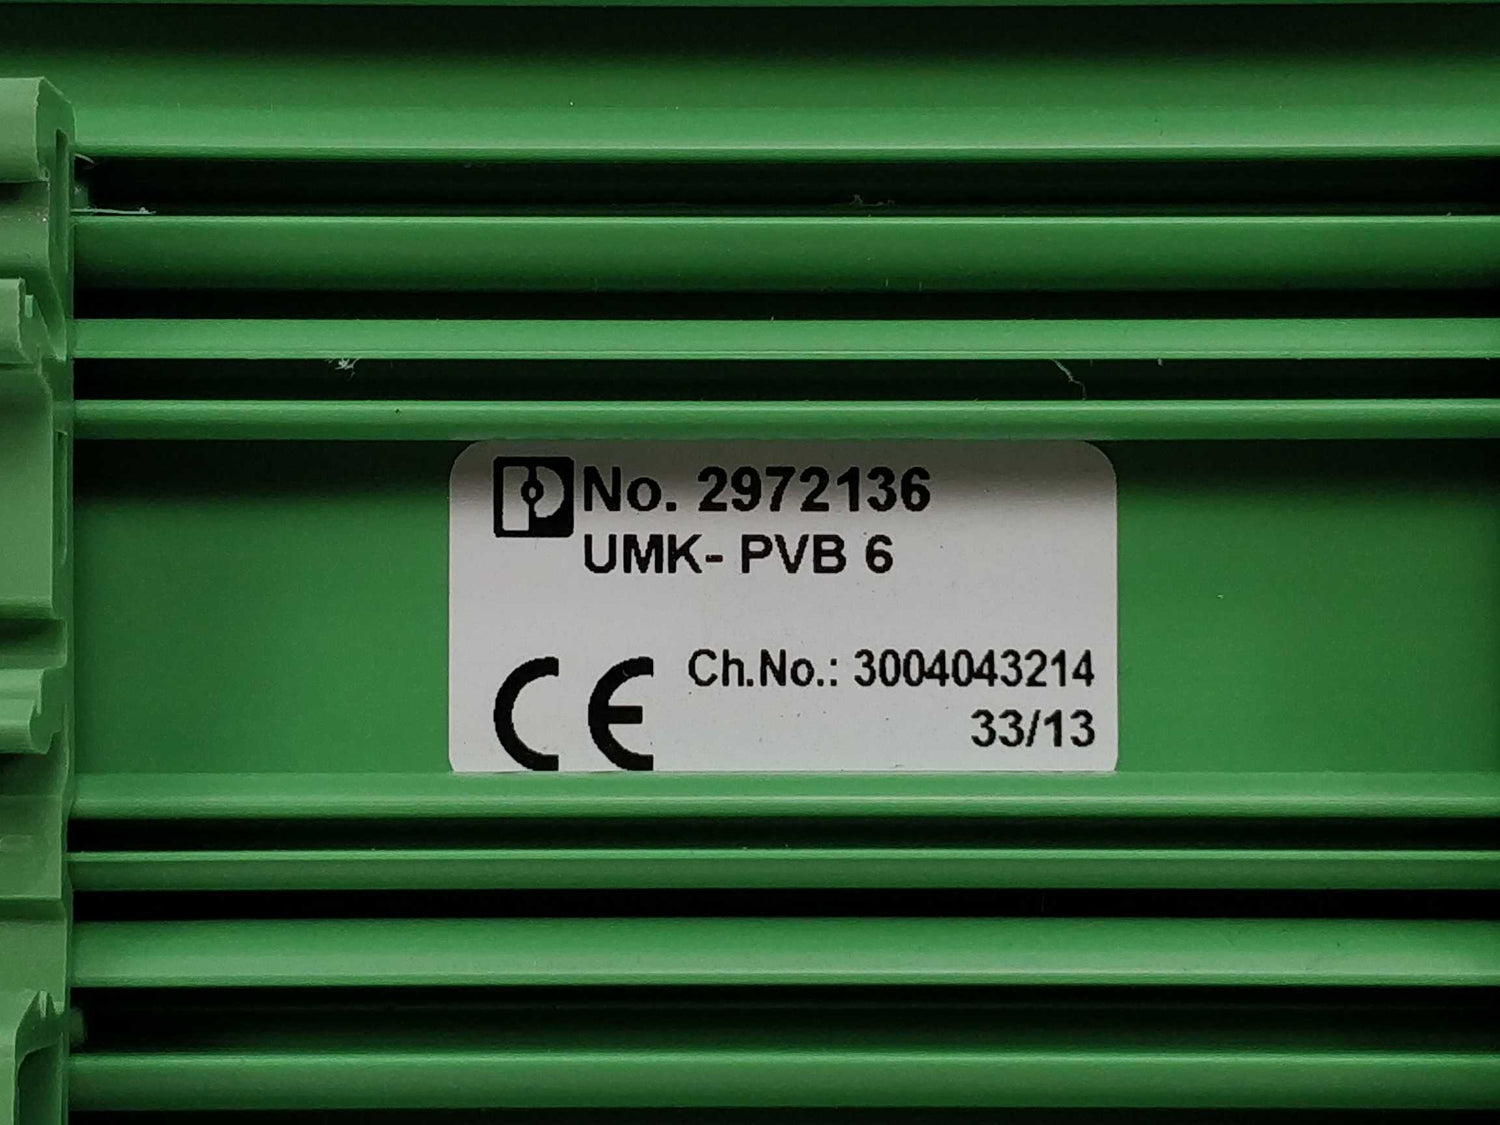 No. 2972136
UMK- PVB 6
CE
Ch.No.: 3004043214
33/13